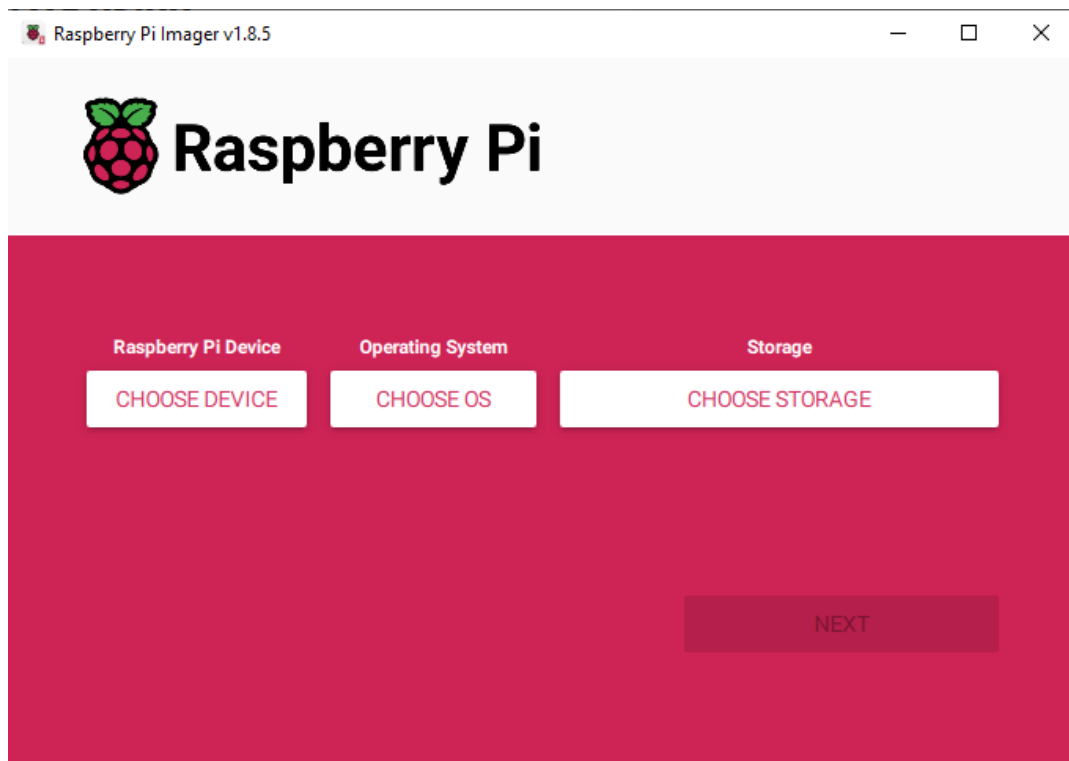 Raspberry Pi Imager v1.8.5
Raspberry Pi
Raspberry Pi Device Operating System Storage
CHOOSE DEVICE CHOOSE OS CHOOSE STORAGE
NEXT